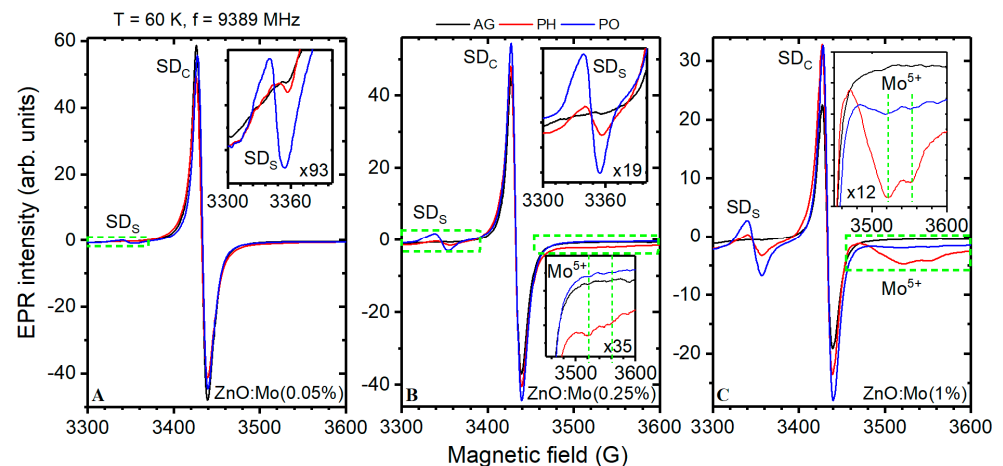 T = 60 K, f = 9389 MHz
AG PH PO
EPR intensity (arb. units)
60
40
20
0
-20
-40
3300 3400 3500 3600
SD_C
SD_S
SD_S
x93
3300 3360
A
ZnO:Mo(0.05%)
40
20
0
-20
-40
3300 3400 3500 3600
SD_C
SD_S
SD_S
x19
3300 3360
Mo⁵⁺
x35
3500 3600
B
ZnO:Mo(0.25%)
30
20
10
0
-10
-20
3300 3400 3500 3600
SD_C
SD_S
Mo⁵⁺
x12
3500 3600
Mo⁵⁺
C
ZnO:Mo(1%)
Magnetic field (G)